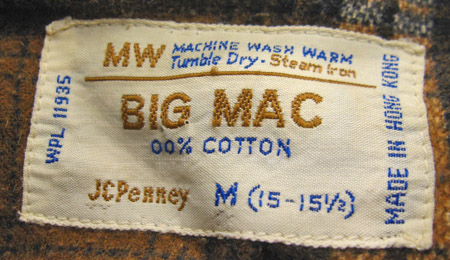 WPL 11935
MW MACHINE WASH WARM
Tumble Dry - Steam Iron
BIG MAC
00% COTTON
JCPenney M (15-15½)
MADE IN HONG KONG